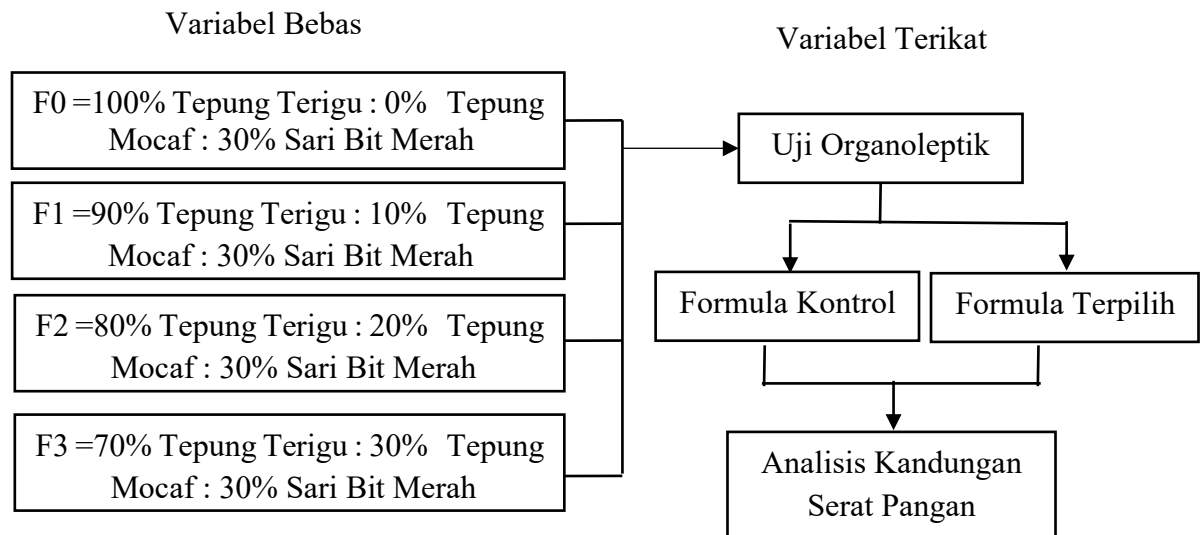 Variabel Bebas
Variabel Terikat
F0 =100% Tepung Terigu : 0% Tepung
Mocaf : 30% Sari Bit Merah
F1 =90% Tepung Terigu : 10% Tepung
Mocaf : 30% Sari Bit Merah
F2 =80% Tepung Terigu : 20% Tepung
Mocaf : 30% Sari Bit Merah
F3 =70% Tepung Terigu : 30% Tepung
Mocaf : 30% Sari Bit Merah
Uji Organoleptik
Formula Kontrol
Formula Terpilih
Analisis Kandungan
Serat Pangan